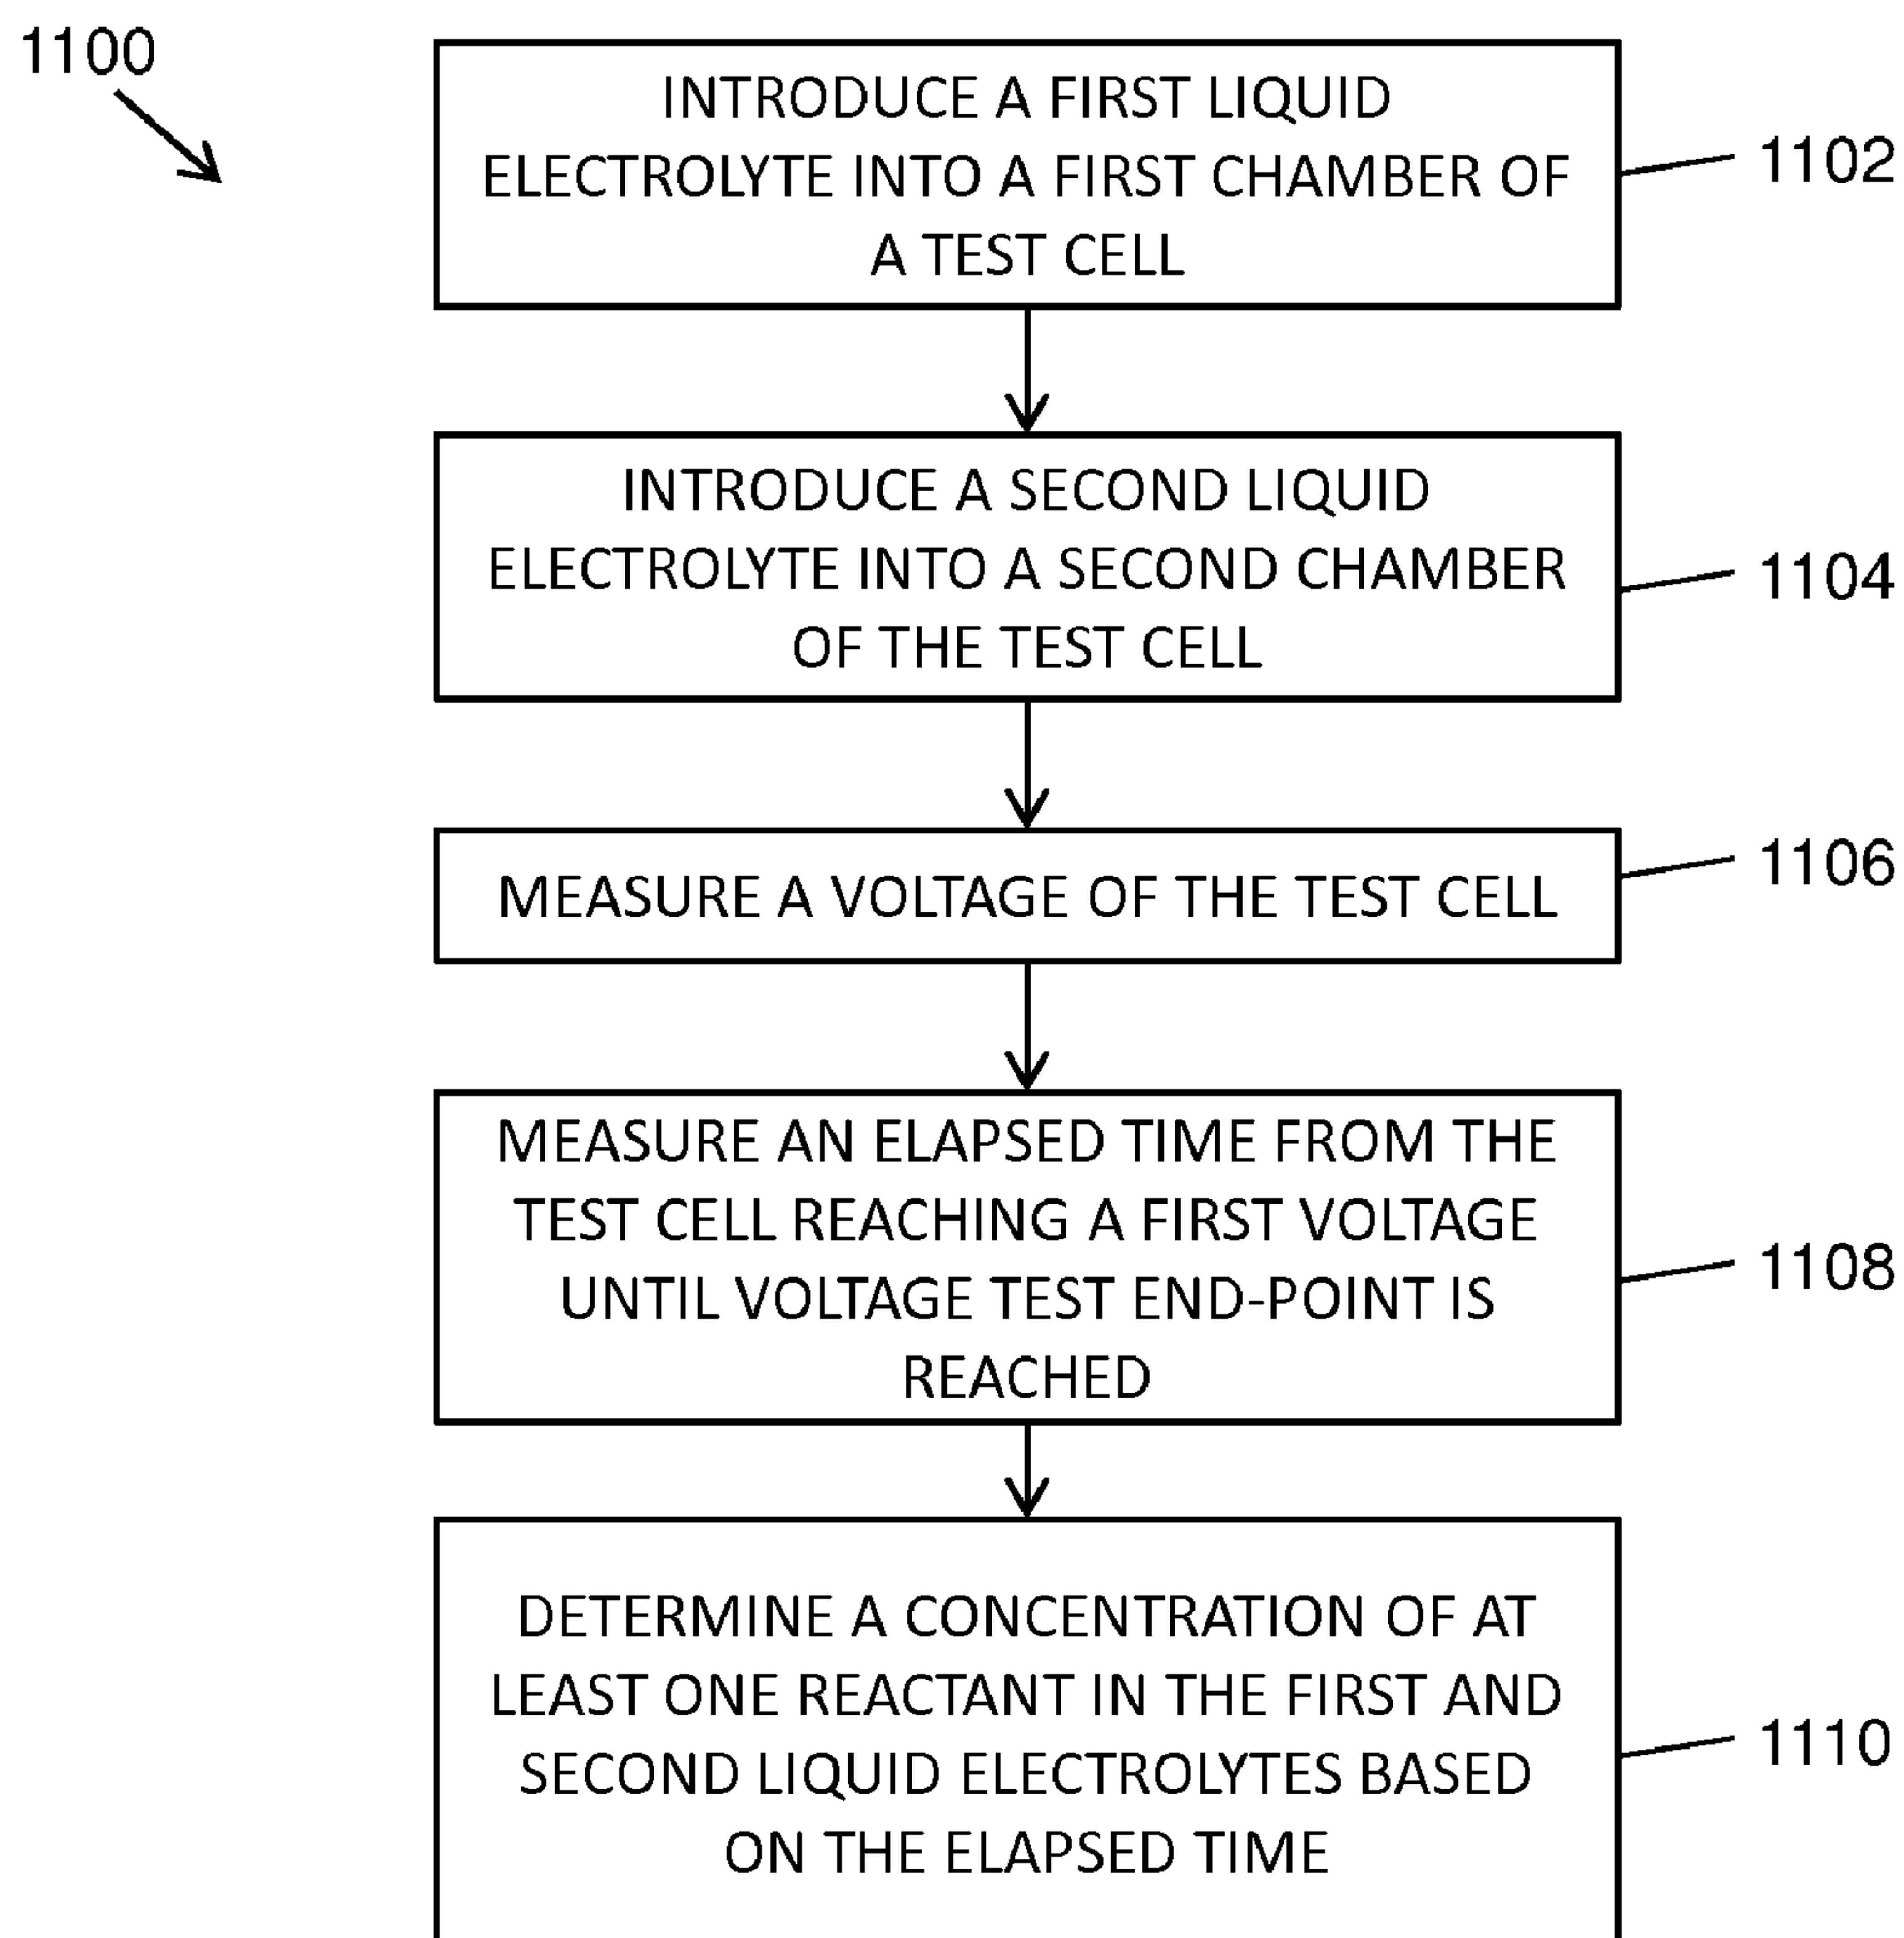 1100
INTRODUCE A FIRST LIQUID
ELECTROLYTE INTO A FIRST CHAMBER OF
A TEST CELL
1102
INTRODUCE A SECOND LIQUID
ELECTROLYTE INTO A SECOND CHAMBER
OF THE TEST CELL
1104
MEASURE A VOLTAGE OF THE TEST CELL
1106
MEASURE AN ELAPSED TIME FROM THE
TEST CELL REACHING A FIRST VOLTAGE
UNTIL VOLTAGE TEST END-POINT IS
REACHED
1108
DETERMINE A CONCENTRATION OF AT
LEAST ONE REACTANT IN THE FIRST AND
SECOND LIQUID ELECTROLYTES BASED
ON THE ELAPSED TIME
1110